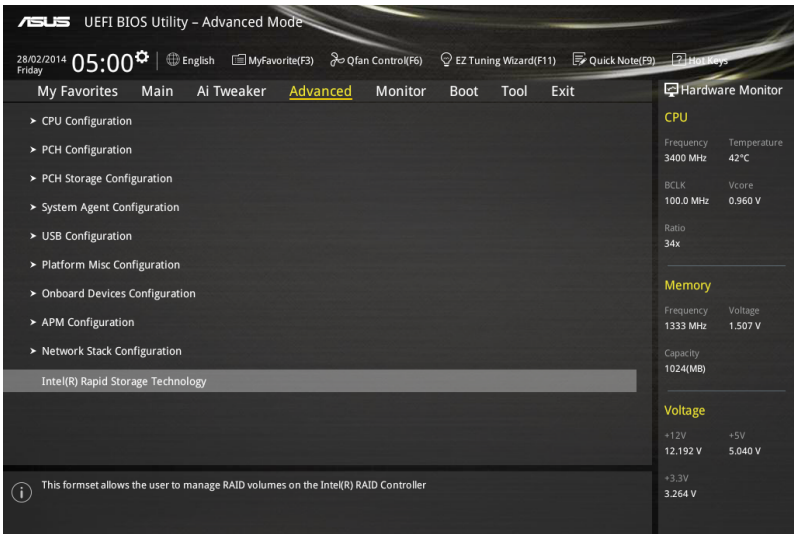 ASUS UEFI BIOS Utility – Advanced Mode
28/02/2014
Friday
05:00
English
MyFavorite(F3)
Qfan Control(F6)
EZ Tuning Wizard(F11)
Quick Note(F9)
? Hot Keys
My Favorites
Main
Ai Tweaker
Advanced
Monitor
Boot
Tool
Exit
Hardware Monitor
> CPU Configuration
> PCH Configuration
> PCH Storage Configuration
> System Agent Configuration
> USB Configuration
> Platform Misc Configuration
> Onboard Devices Configuration
> APM Configuration
> Network Stack Configuration
Intel(R) Rapid Storage Technology
This formset allows the user to manage RAID volumes on the Intel(R) RAID Controller
CPU
Frequency Temperature
3400 MHz 42°C
BCLK Vcore
100.0 MHz 0.960 V
Ratio
34x
Memory
Frequency Voltage
1333 MHz 1.507 V
Capacity
1024(MB)
Voltage
+12V +5V
12.192 V 5.040 V
+3.3V
3.264 V